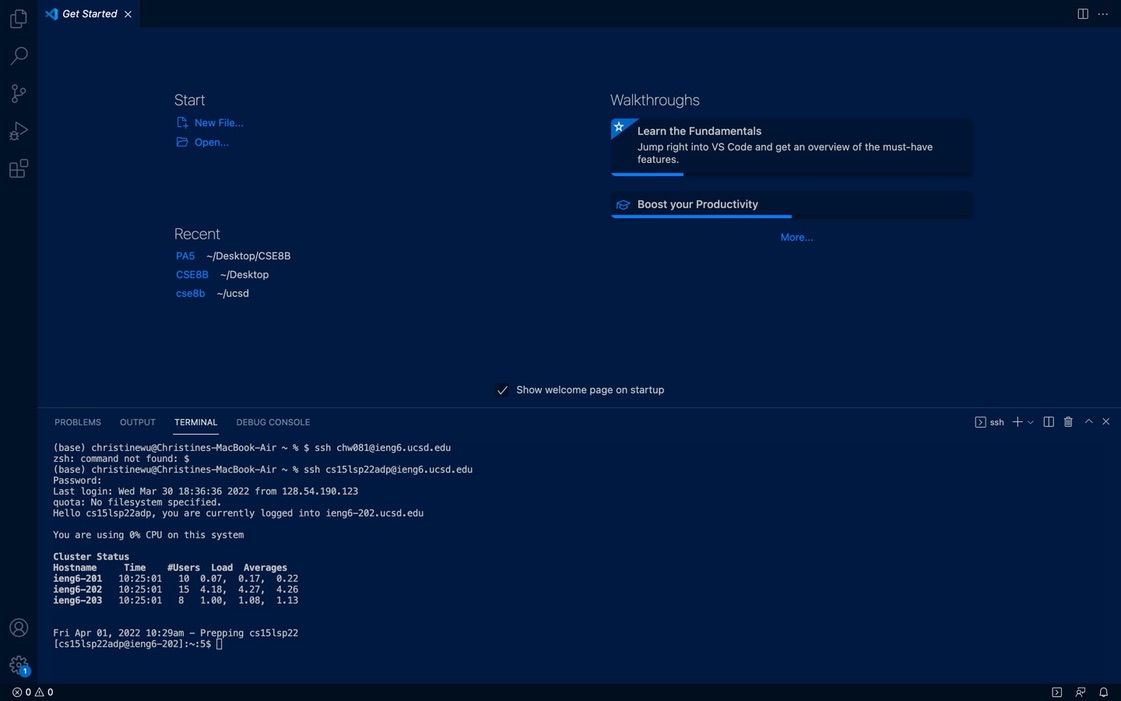 Get Started
Start
New File...
Open...
Recent
PA5 ~/Desktop/CSE8B
CSE8B ~/Desktop
cse8b ~/ucsd
Walkthroughs
Learn the Fundamentals
Jump right into VS Code and get an overview of the must-have
features.
Boost your Productivity
More...
Show welcome page on startup
PROBLEMS OUTPUT TERMINAL DEBUG CONSOLE
ssh
(base) christinewu@Christines-MacBook-Air ~ % $ ssh chw081@ieng6.ucsd.edu
zsh: command not found: $
(base) christinewu@Christines-MacBook-Air ~ % ssh cs15lsp22adp@ieng6.ucsd.edu
Password:
Last login: Wed Mar 30 18:36:36 2022 from 128.54.190.123
quota: No filesystem specified.
Hello cs15lsp22adp, you are currently logged into ieng6-202.ucsd.edu
You are using 0% CPU on this system
Cluster Status
Hostname Time #Users Load Averages
ieng6-201 10:25:01 10 0.07, 0.17, 0.22
ieng6-202 10:25:01 15 4.18, 4.27, 4.26
ieng6-203 10:25:01 8 1.00, 1.08, 1.13
Fri Apr 01, 2022 10:29am - Prepping cs15lsp22
[cs15lsp22adp@ieng6-202]:~:5$
1
0 0